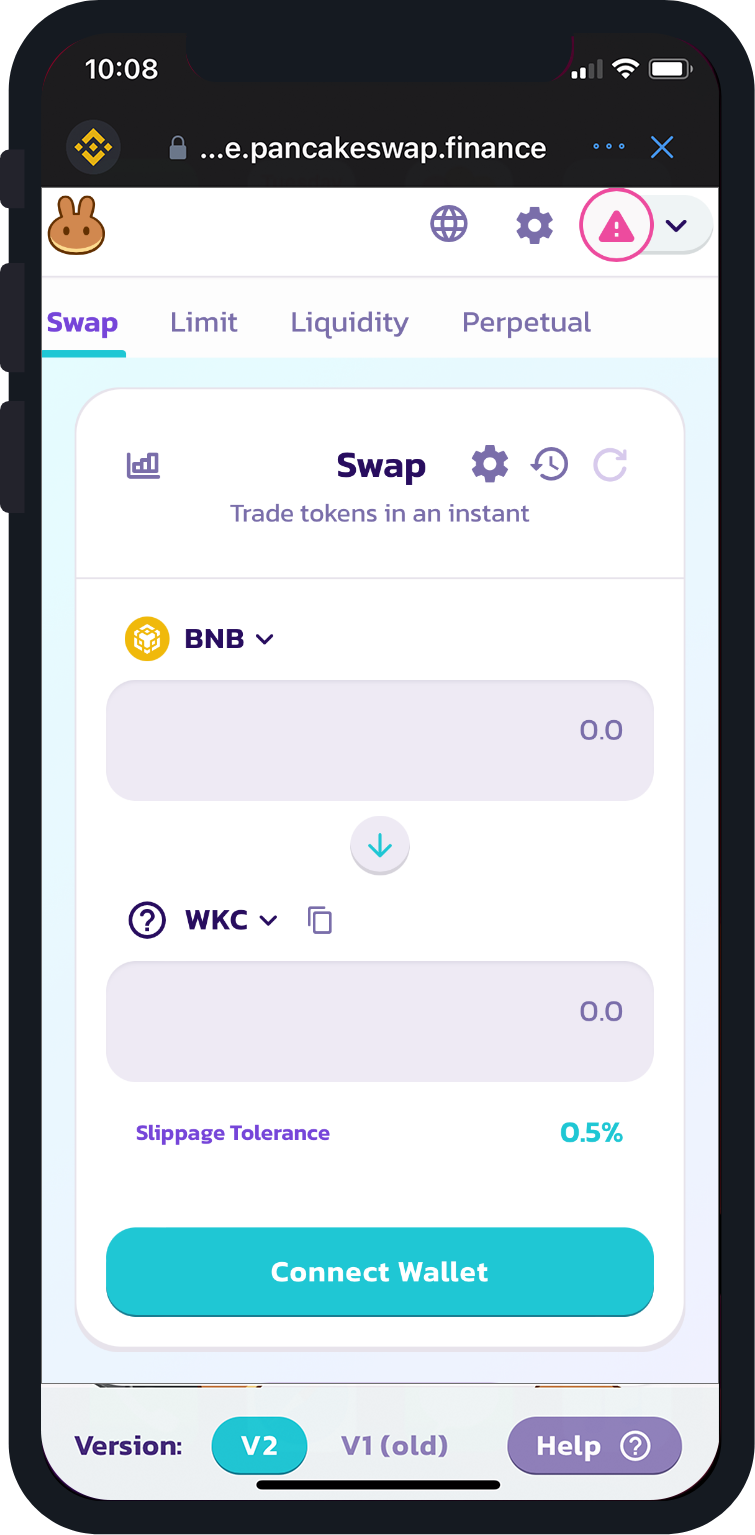 10:08
...e.pancakeswap.finance
Swap Limit Liquidity Perpetual
Swap
Trade tokens in an instant
BNB
0.0
WKC
0.0
Slippage Tolerance 0.5%
Connect Wallet
Version: V2 V1 (old) Help